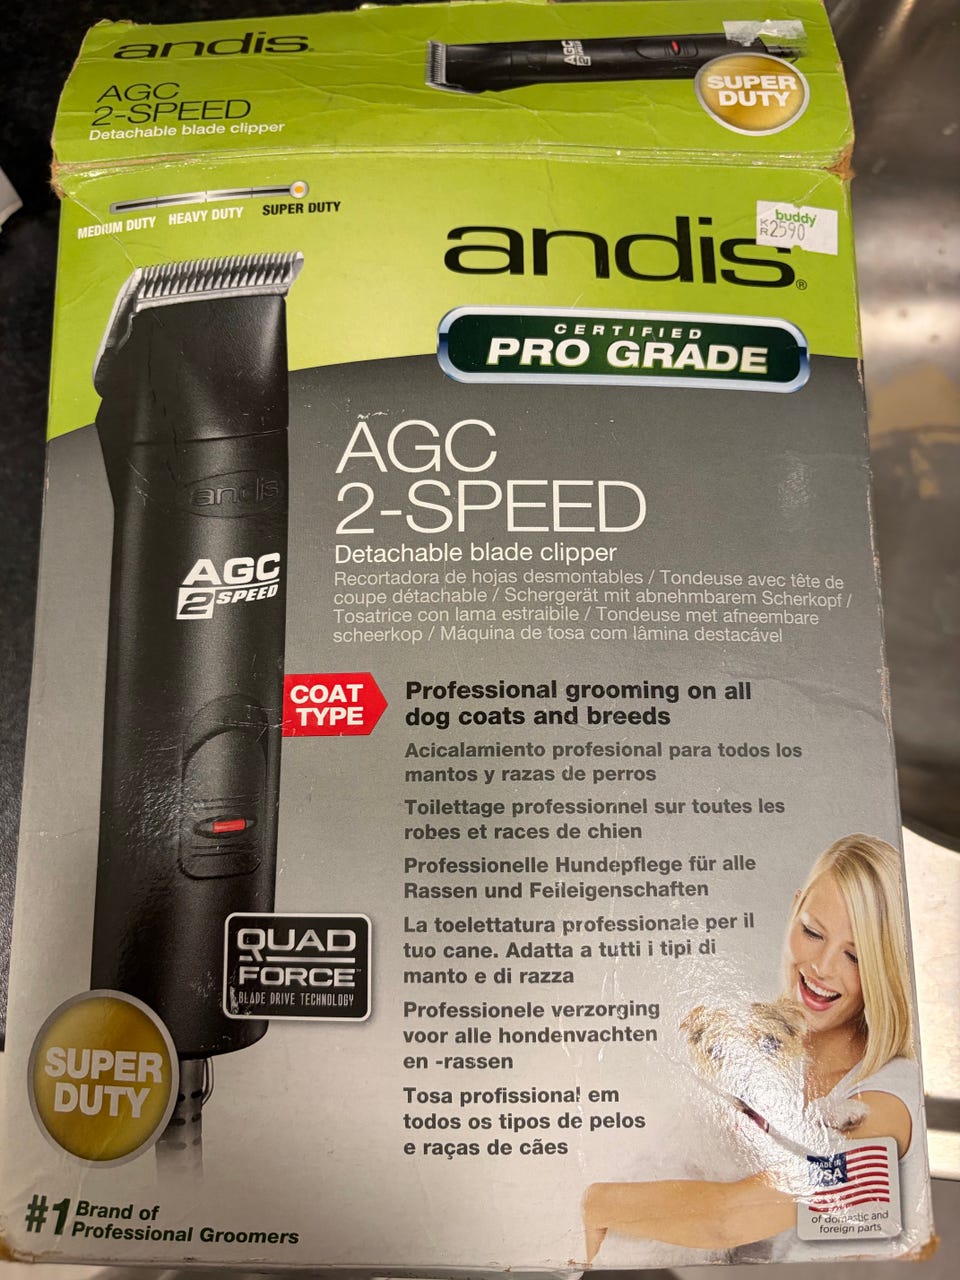 andis®
AGC
2-SPEED
Detachable blade clipper
AGC
2 SPEED
SUPER
DUTY
MEDIUM DUTY HEAVY DUTY SUPER DUTY
buddy
KR 2590
andis®
CERTIFIED
PRO GRADE
AGC
2-SPEED
Detachable blade clipper
Recortadora de hojas desmontables / Tondeuse avec tête de
coupe détachable / Schergerät mit abnehmbarem Scherkopf /
Tosatrice con lama estraibile / Tondeuse met afneembare
scheerkop / Máquina de tosa com lâmina destacável
andis
AGC
2 SPEED
COAT
TYPE
Professional grooming on all
dog coats and breeds
Acicalamiento profesional para todos los
mantos y razas de perros
Toilettage professionnel sur toutes les
robes et races de chien
Professionelle Hundepflege für alle
Rassen und Feileigenschaften
La toelettatura professionale per il
tuo cane. Adatta a tutti i tipi di
manto e di razza
Professionele verzorging
voor alle hondenvachten
en -rassen
Tosa profissional em
todos os tipos de pelos
e raças de cães
QUAD
FORCE™
BLADE DRIVE TECHNOLOGY
SUPER
DUTY
#1 Brand of
Professional Groomers
MADE IN
USA
of domestic and
foreign parts